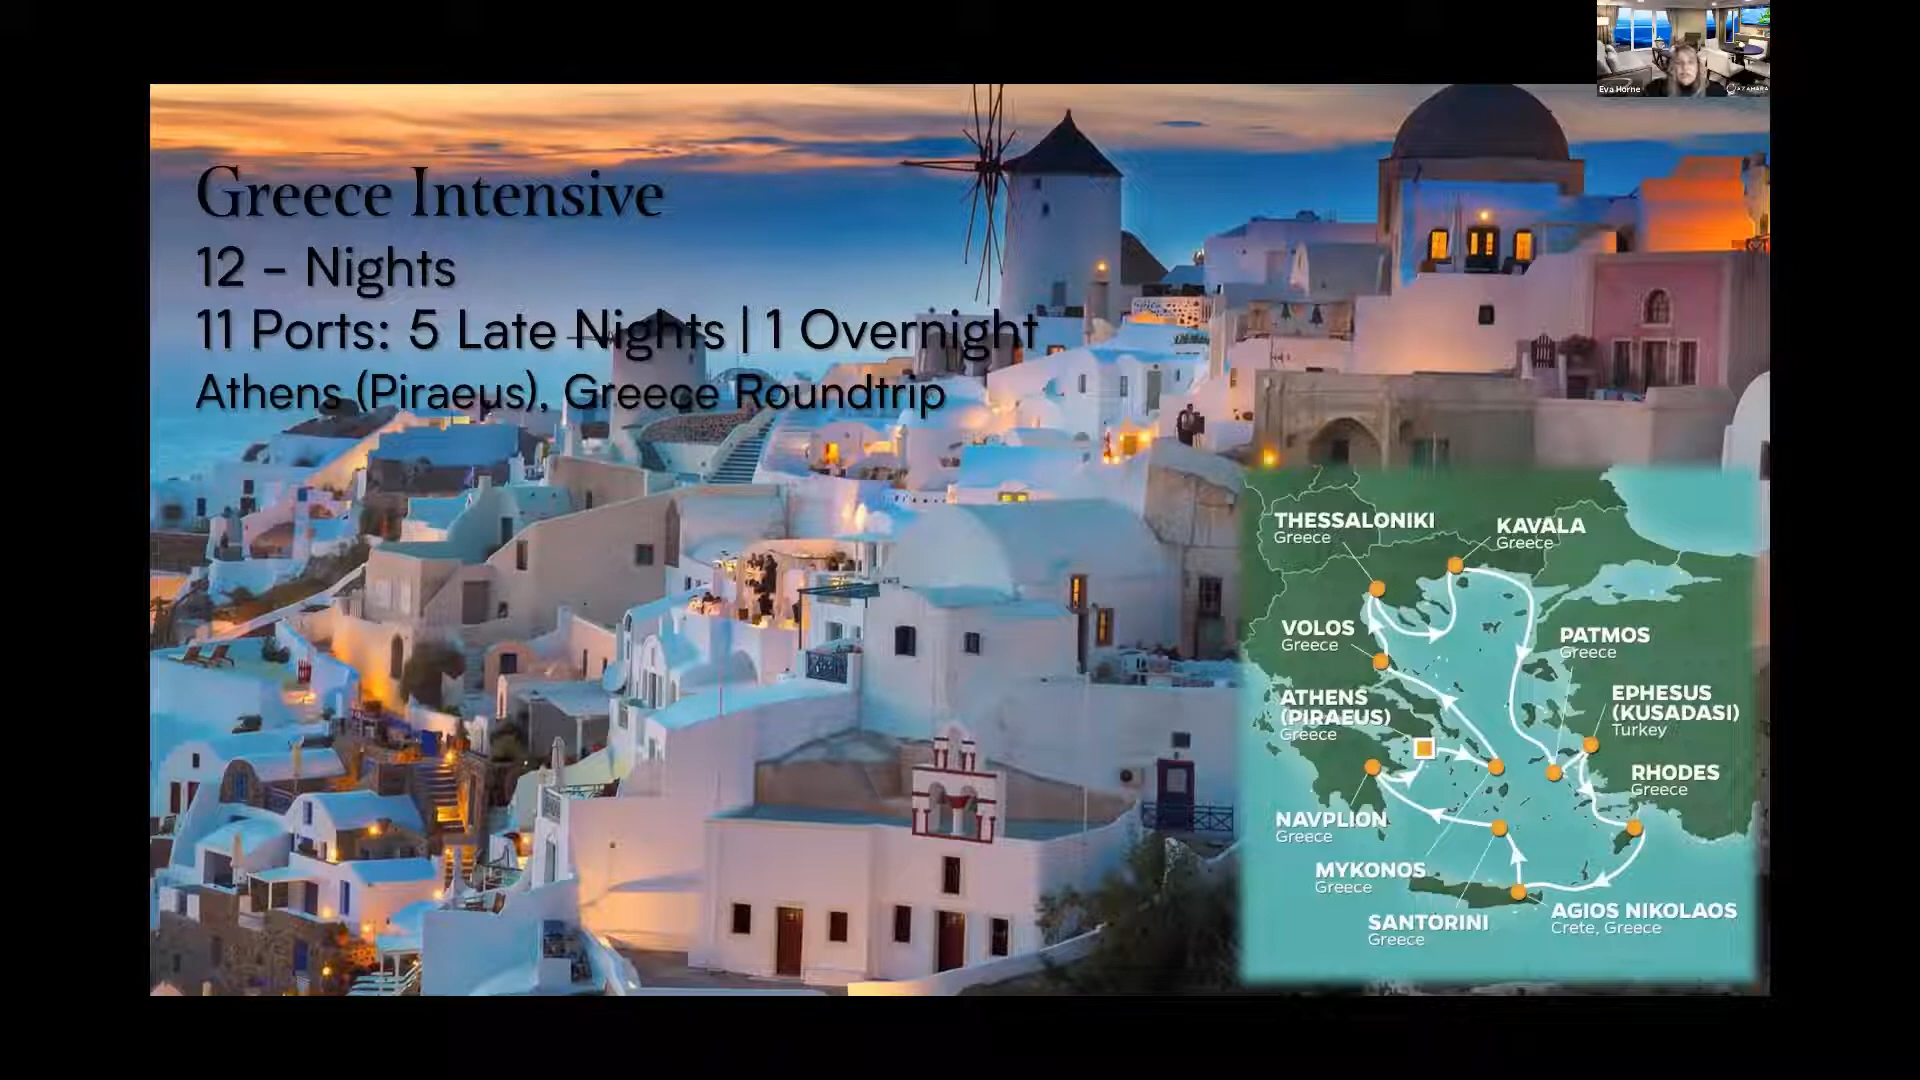 Eva Horne
AZAMARA
Greece Intensive
12 - Nights
11 Ports: 5 Late Nights | 1 Overnight
Athens (Piraeus), Greece Roundtrip
THESSALONIKI
Greece
KAVALA
Greece
VOLOS
Greece
PATMOS
Greece
ATHENS
(PIRAEUS)
Greece
EPHESUS
(KUSADASI)
Turkey
RHODES
Greece
NAVPLION
Greece
MYKONOS
Greece
SANTORINI
Greece
AGIOS NIKOLAOS
Crete, Greece